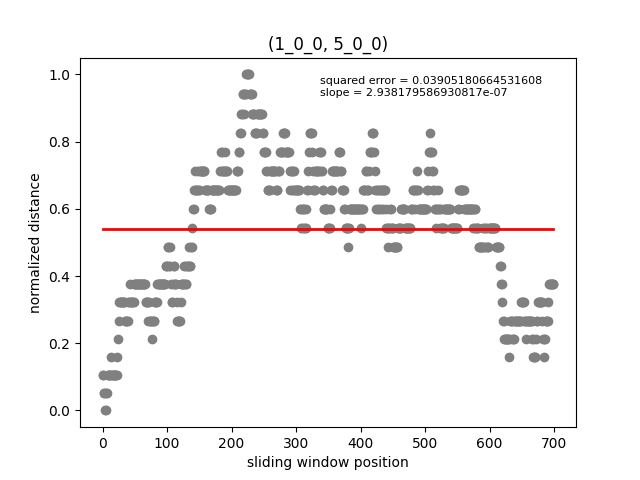 (1_0_0, 5_0_0)
squared error = 0.03905180664531608
slope = 2.938179586930817e-07
1.0
0.8
0.6
0.4
0.2
0.0
normalized distance
0 100 200 300 400 500 600 700
sliding window position